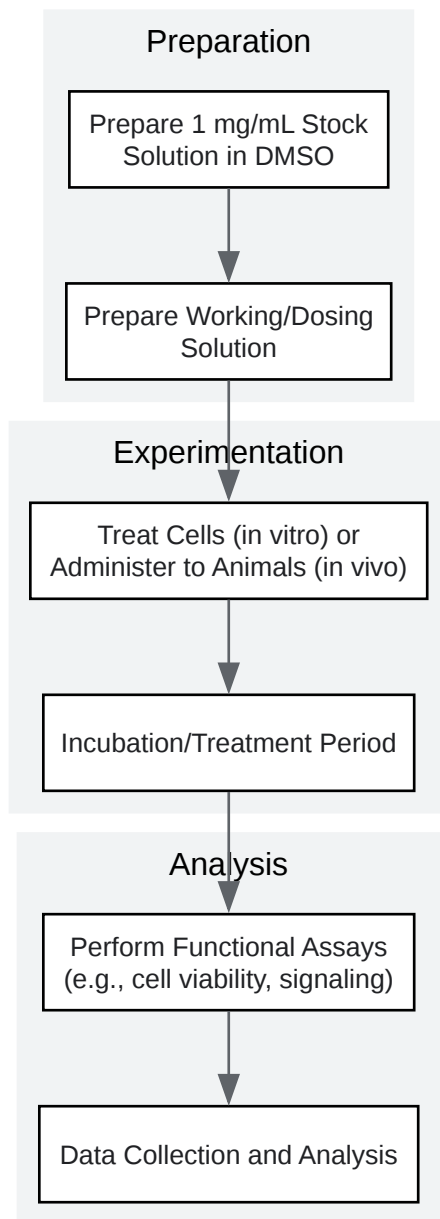 Preparation
Prepare 1 mg/mL Stock
Solution in DMSO
Prepare Working/Dosing
Solution
Experimentation
Treat Cells (in vitro) or
Administer to Animals (in vivo)
Incubation/Treatment Period
Analysis
Perform Functional Assays
(e.g., cell viability, signaling)
Data Collection and Analysis